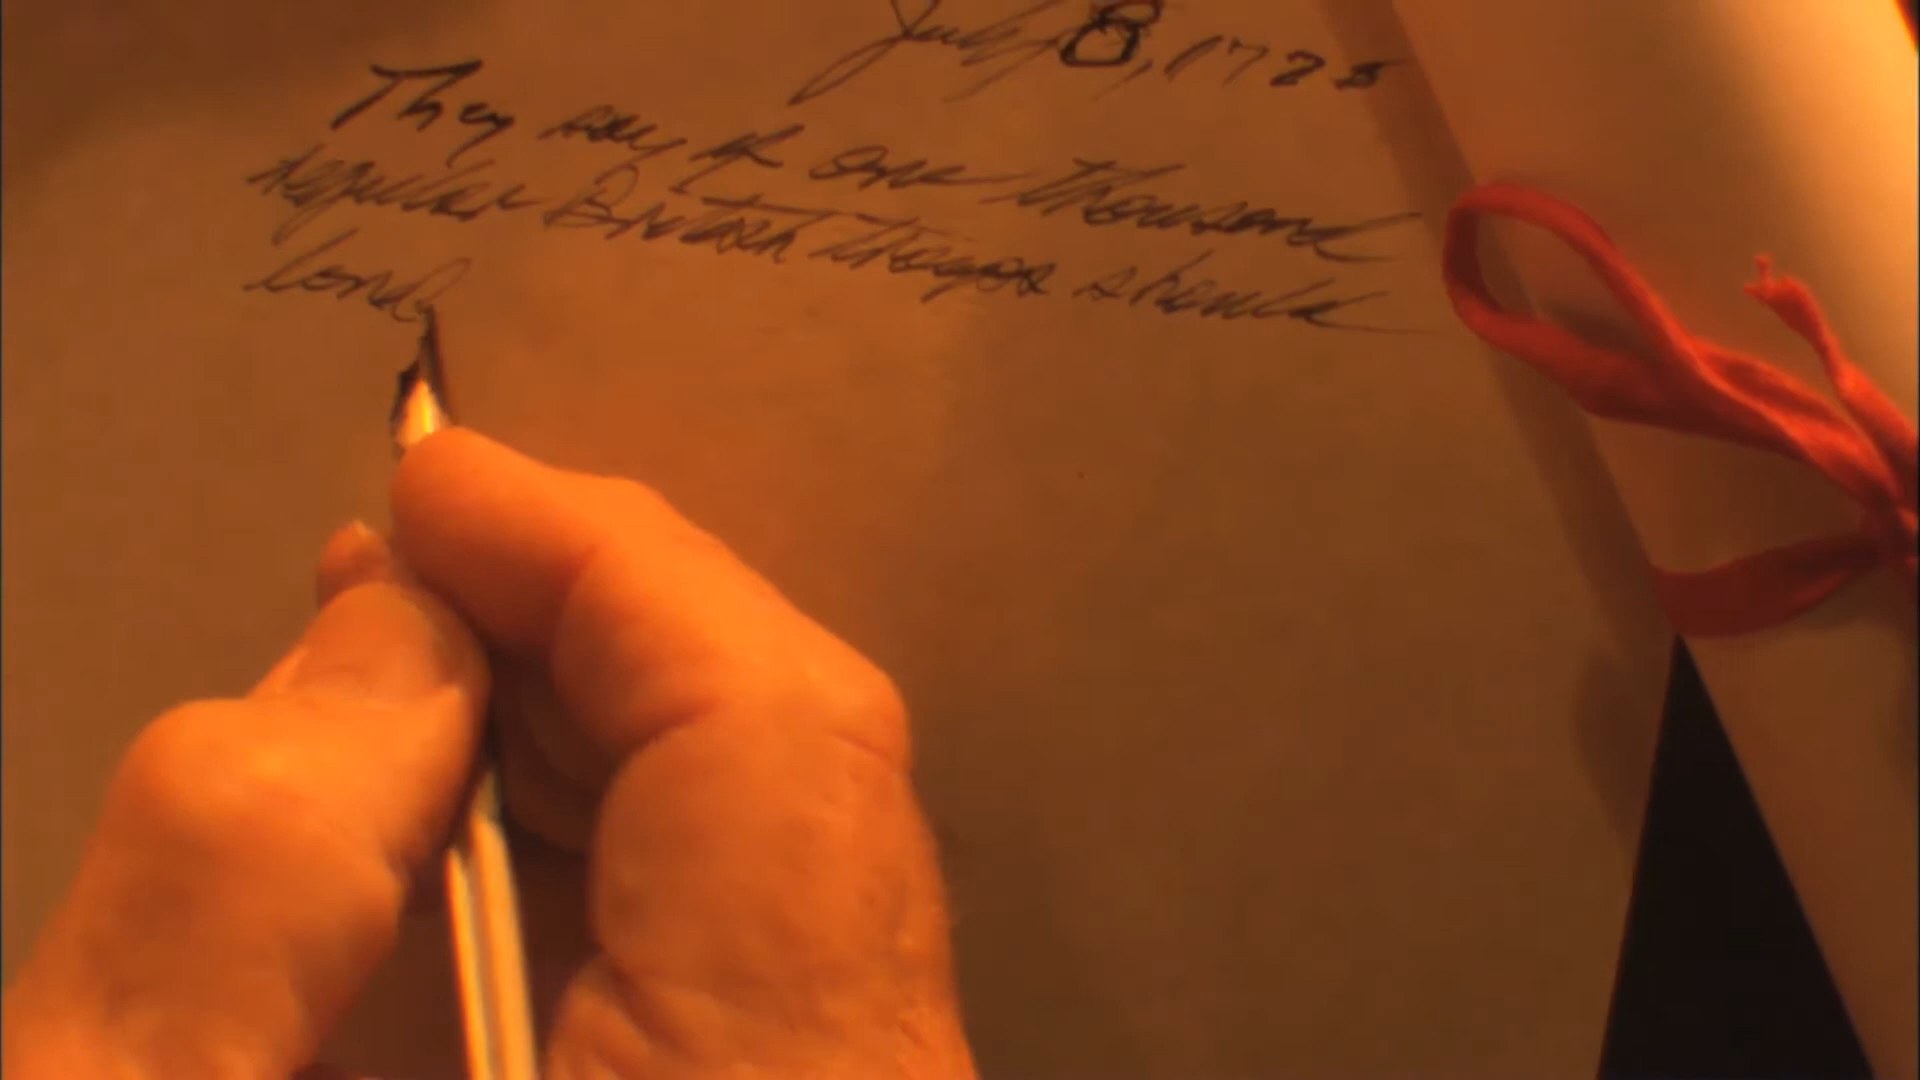 July 8, 1775
They say if one thousand
regular British troops should
land